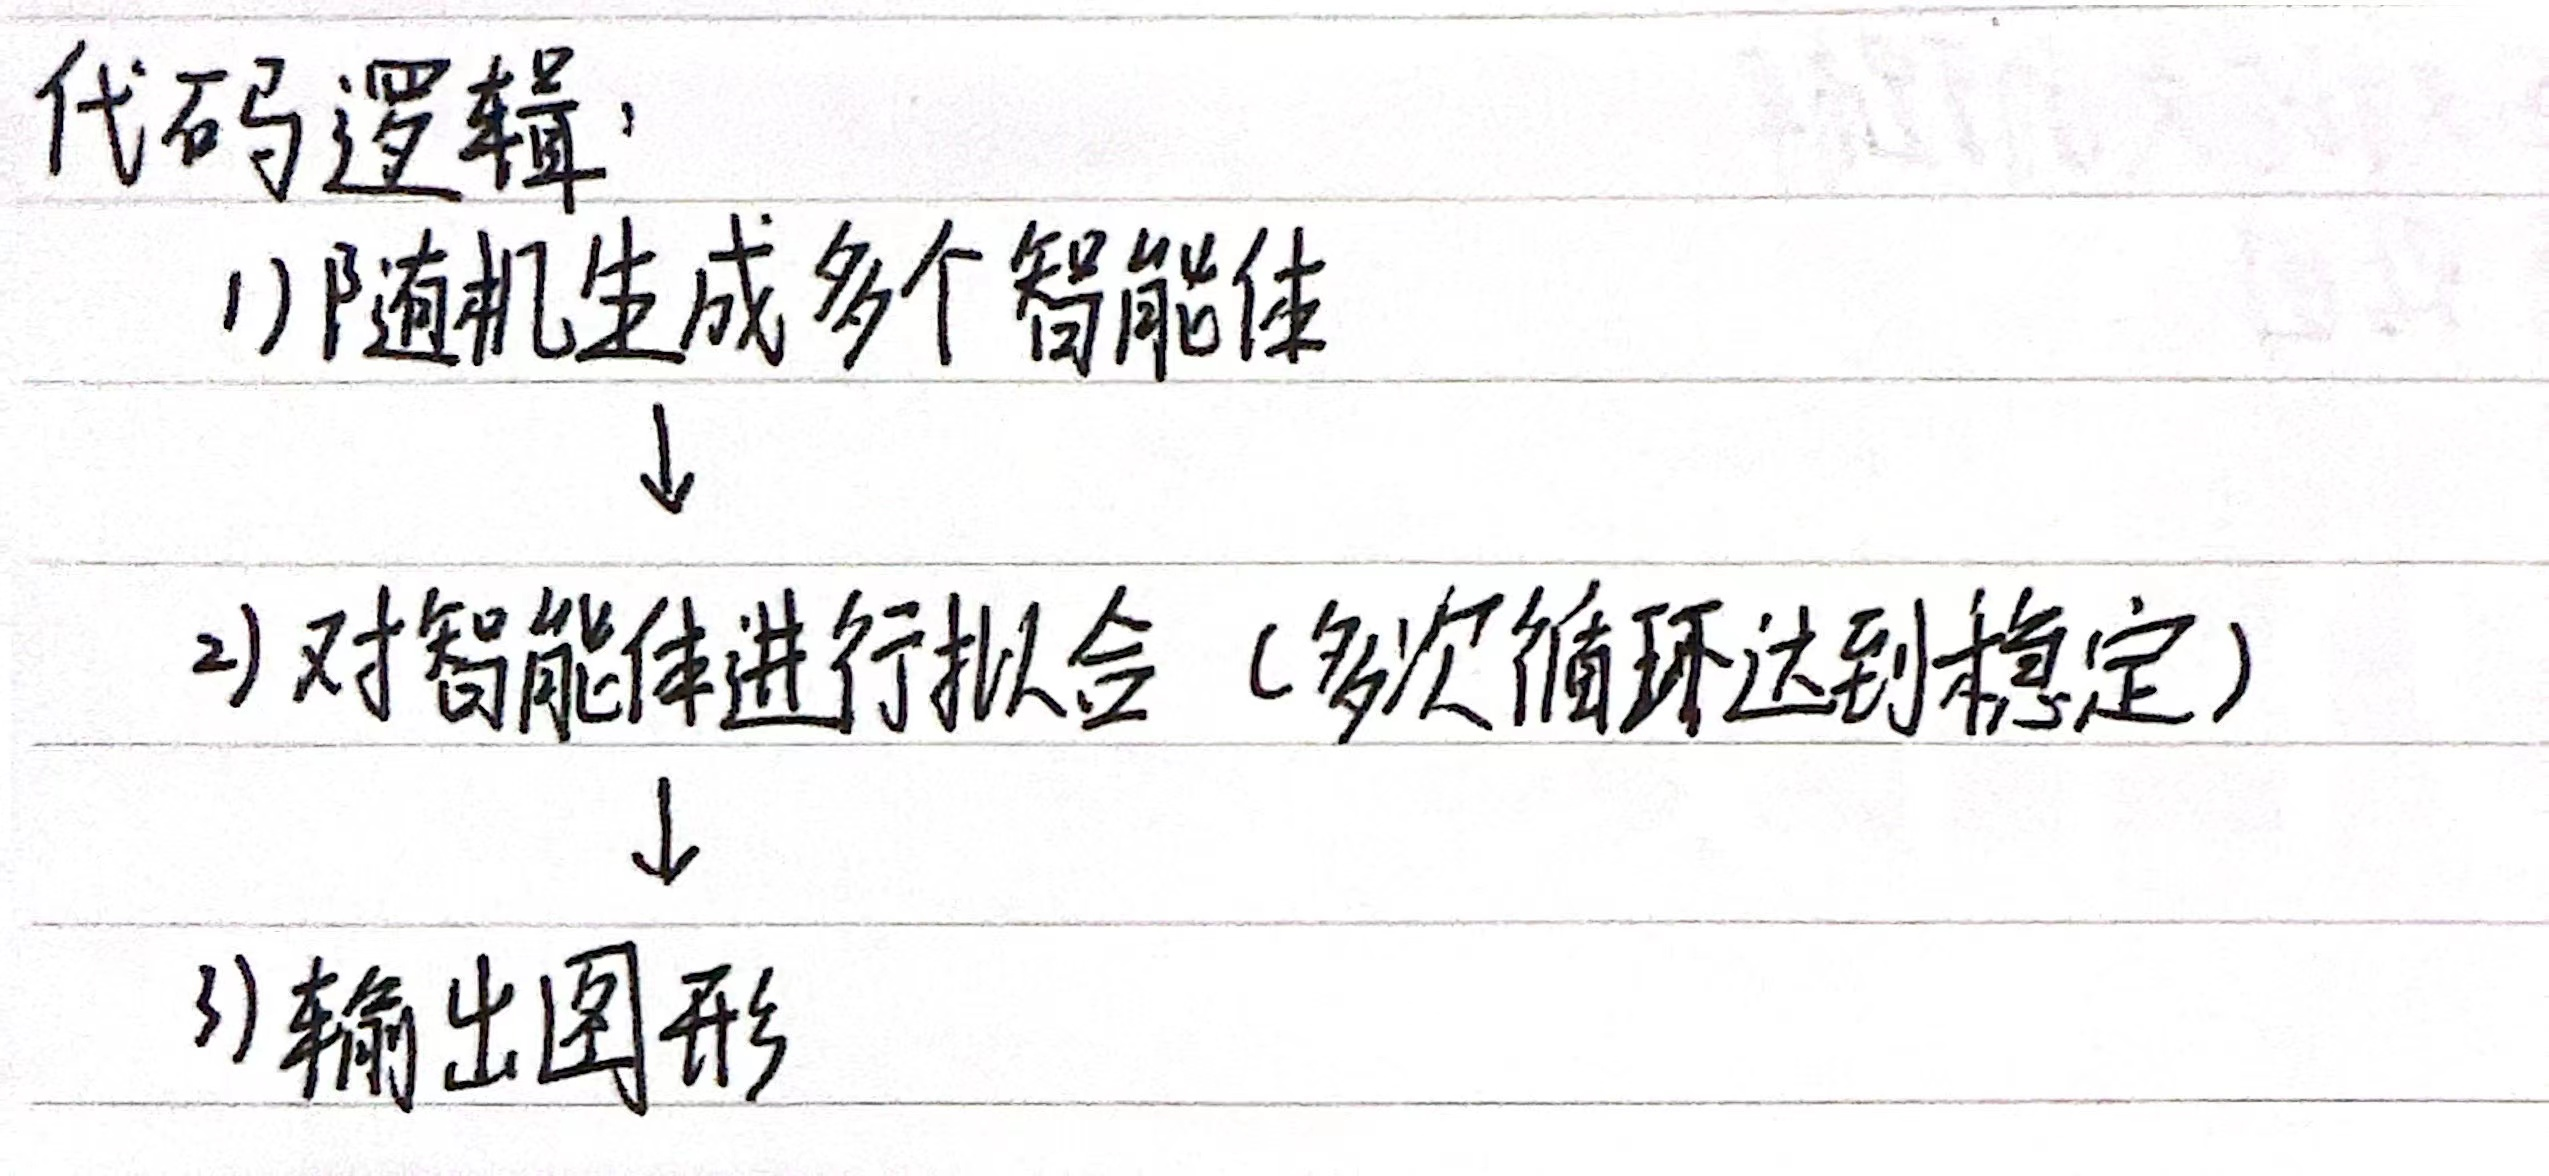 代码逻辑:
1) 随机生成多个智能体
↓
2) 对智能体进行拟合 (多次循环达到稳定)
↓
3) 输出图形